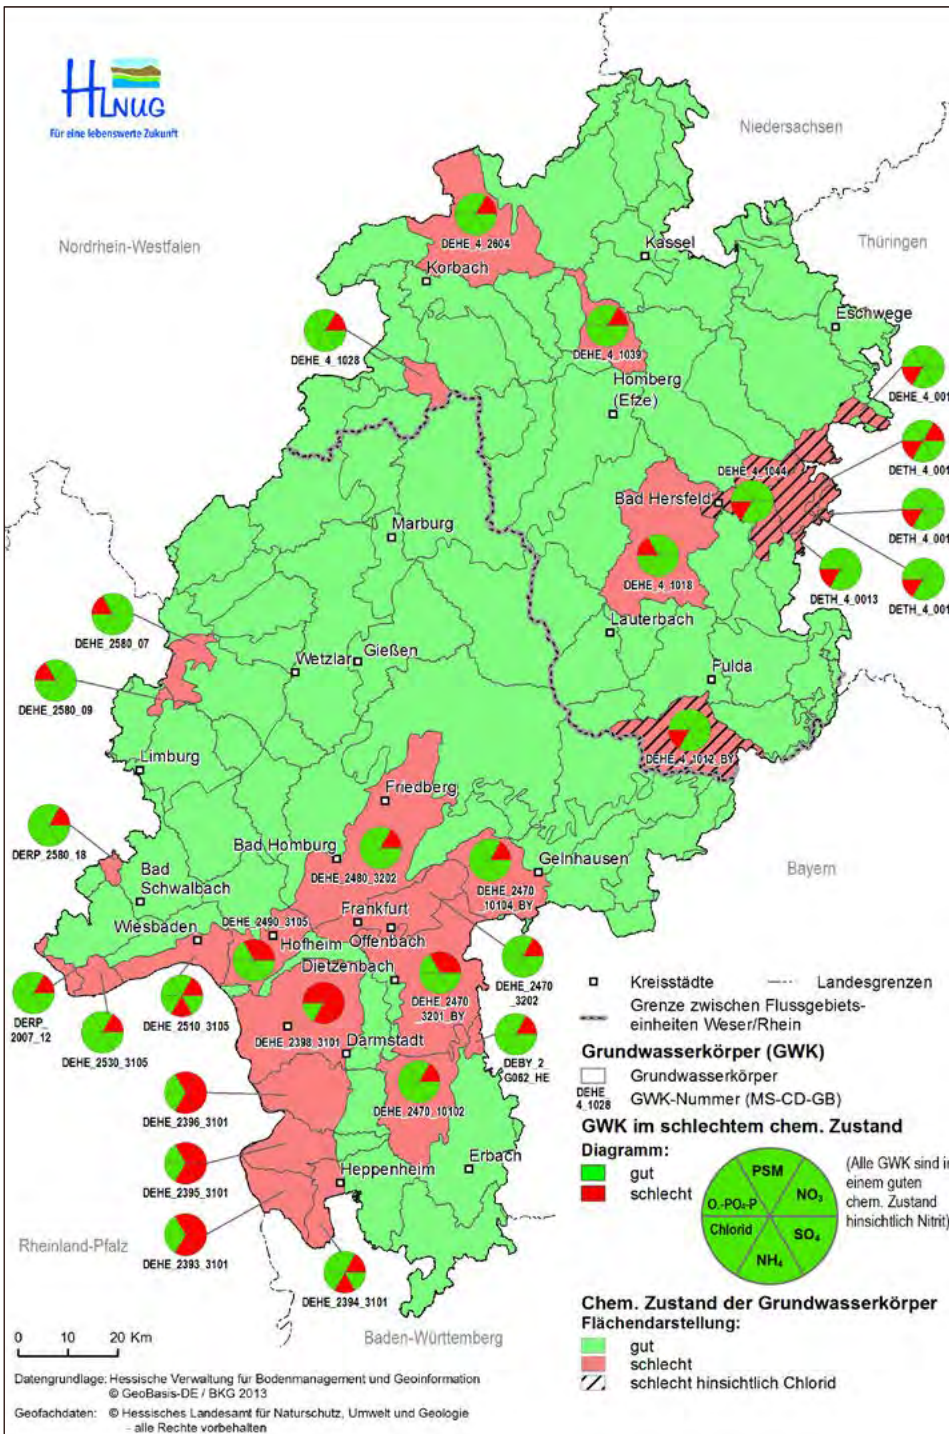 HLNUG
Für eine lebenswerte Zukunft
Niedersachsen
Nordrhein-Westfalen
Thüringen
DEHE_4_2604
Kassel
Korbach
Eschwege
DEHE_4_1028
DEHE_4_1039
Homberg
(Efze)
DEHE_4_001
DETH_4_001
DEHE_4_1044
Bad Hersfeld
DETH_4_001
Marburg
DEHE_4_1018
DETH_4_0013
DETH_4_001
Lauterbach
DEHE_2580_07
Gießen
Wetzlar
Fulda
DEHE_2580_09
DEHE_4_1012_BY
Limburg
Friedberg
DERP_2580_18
Bad Homburg
Gelnhausen
Bayern
Bad
Schwalbach
DEHE_2480_3202
DEHE_2470
_10104_BY
Wiesbaden
DEHE_2490_3105
Frankfurt
Hofheim
Offenbach
Dietzenbach
DEHE_2470
_3202
DERP_
2007_12
DEHE_2510_3105
DEHE_2470
_3201_BY
DEHE_2530_3105
DEHE_2398_3101
Darmstadt
DEBY_2
G062_HE
DEHE_2470_10102
DEHE_2396_3101
DEHE_2395_3101
Heppenheim
Erbach
DEHE_2393_3101
Rheinland-Pfalz
DEHE_2394_3101
Baden-Württemberg
Kreisstädte
Landesgrenzen
Grenze zwischen Flussgebiets-
einheiten Weser/Rhein
Grundwasserkörper (GWK)
Grundwasserkörper
DEHE
4_1028
GWK-Nummer (MS-CD-GB)
GWK im schlechtem chem. Zustand
Diagramm:
gut
schlecht
PSM
NO₃
SO₄
NH₄
Chlorid
O.-PO₄-P
(Alle GWK sind in
einem guten
chem. Zustand
hinsichtlich Nitrit)
Chem. Zustand der Grundwasserkörper
Flächendarstellung:
gut
schlecht
schlecht hinsichtlich Chlorid
0 10 20 Km
Datengrundlage: Hessische Verwaltung für Bodenmanagement und Geoinformation
© GeoBasis-DE / BKG 2013
Geofachdaten: © Hessisches Landesamt für Naturschutz, Umwelt und Geologie
- alle Rechte vorbehalten